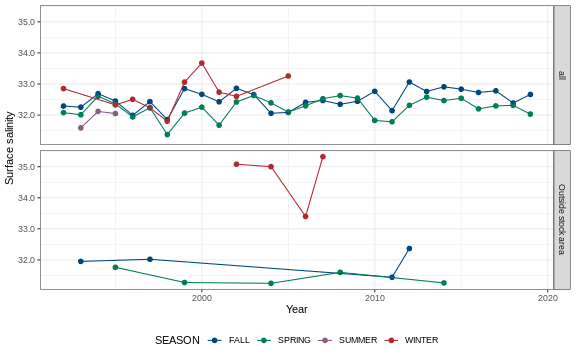 35.0
34.0
33.0
32.0
all
Surface salinity
35.0
34.0
33.0
32.0
Outside stock area
2000
2010
2020
Year
SEASON FALL SPRING SUMMER WINTER